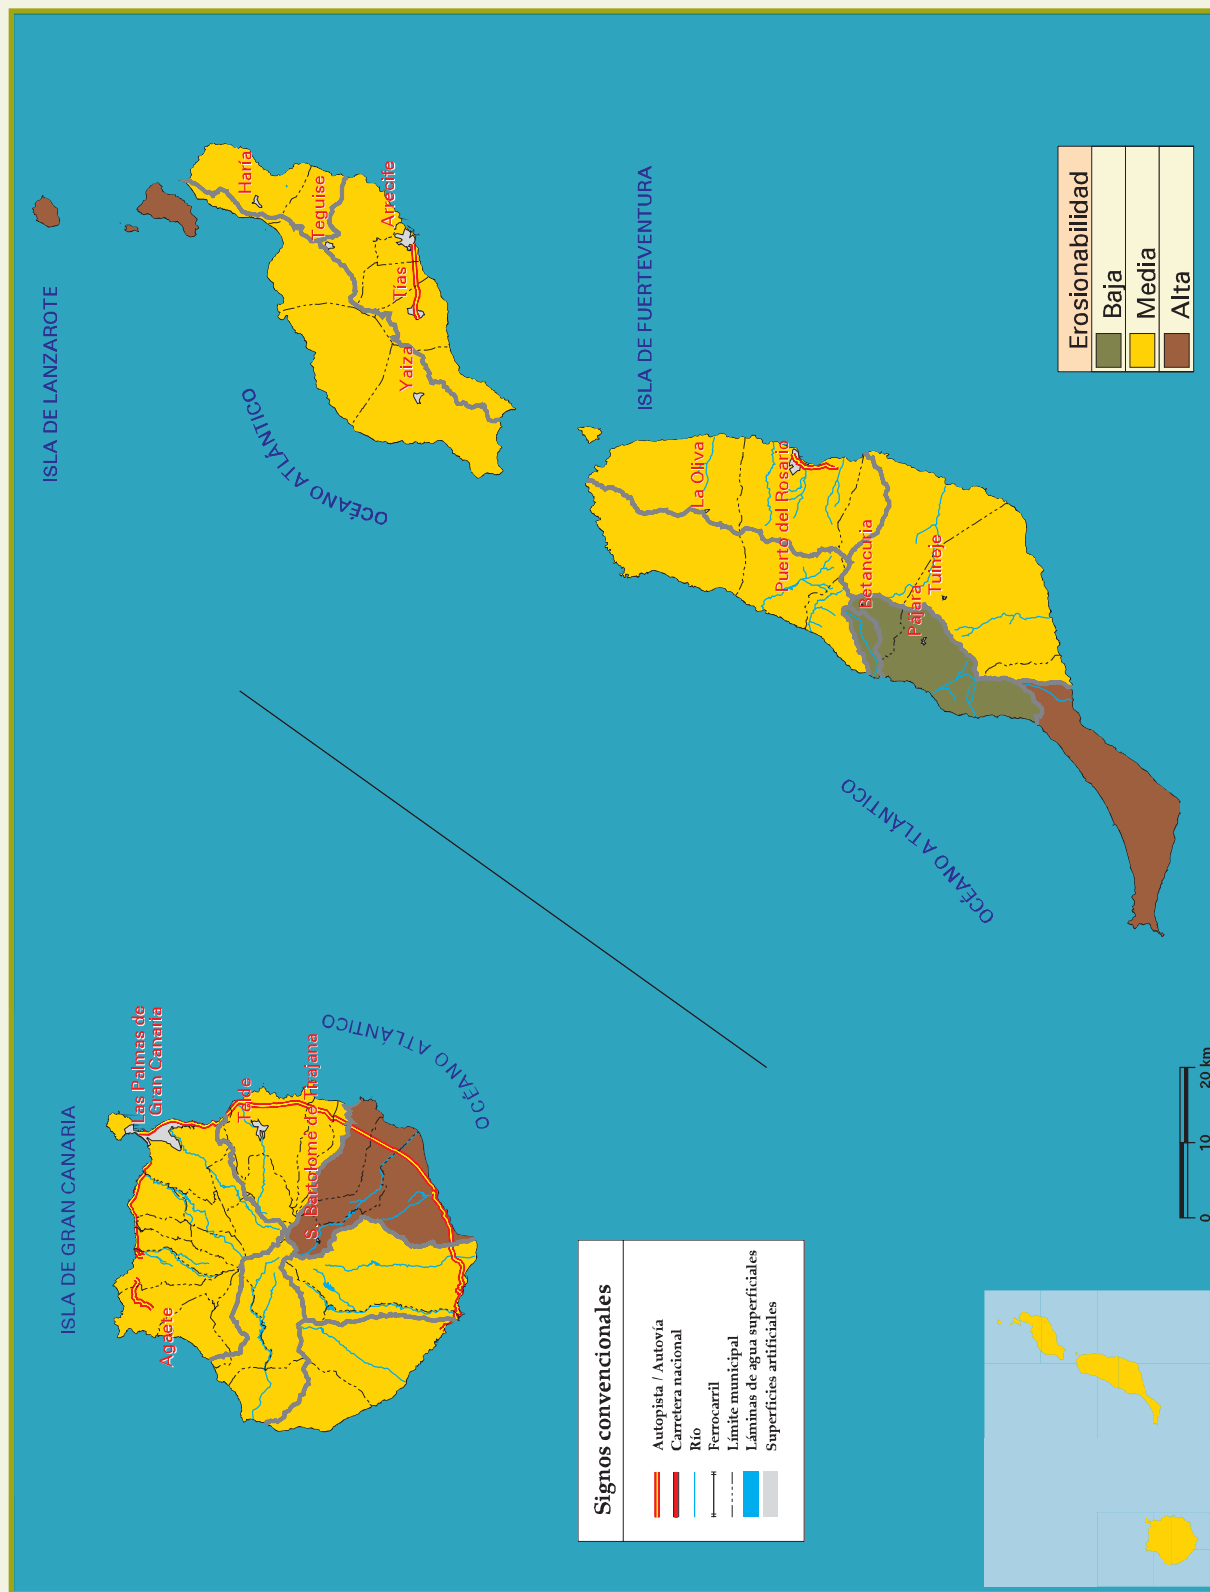 ISLA DE GRAN CANARIA
Las Palmas de
Gran Canaria
Agaete
Telde
S. Bartolome de Tirajana
OCÉANO ATLÁNTICO
ISLA DE LANZAROTE
Haría
Teguise
Arrecife
Tías
Yaiza
OCÉANO ATLÁNTICO
ISLA DE FUERTEVENTURA
La Oliva
Puerto del Rosario
Betancuria
Pájara
Tuineje
OCÉANO ATLÁNTICO
Signos convencionales
Autopista / Autovía
Carretera nacional
Río
Ferrocarril
Límite municipal
Láminas de agua superficiales
Superficies artificiales
0 10 20 km
Erosionabilidad
Baja
Media
Alta